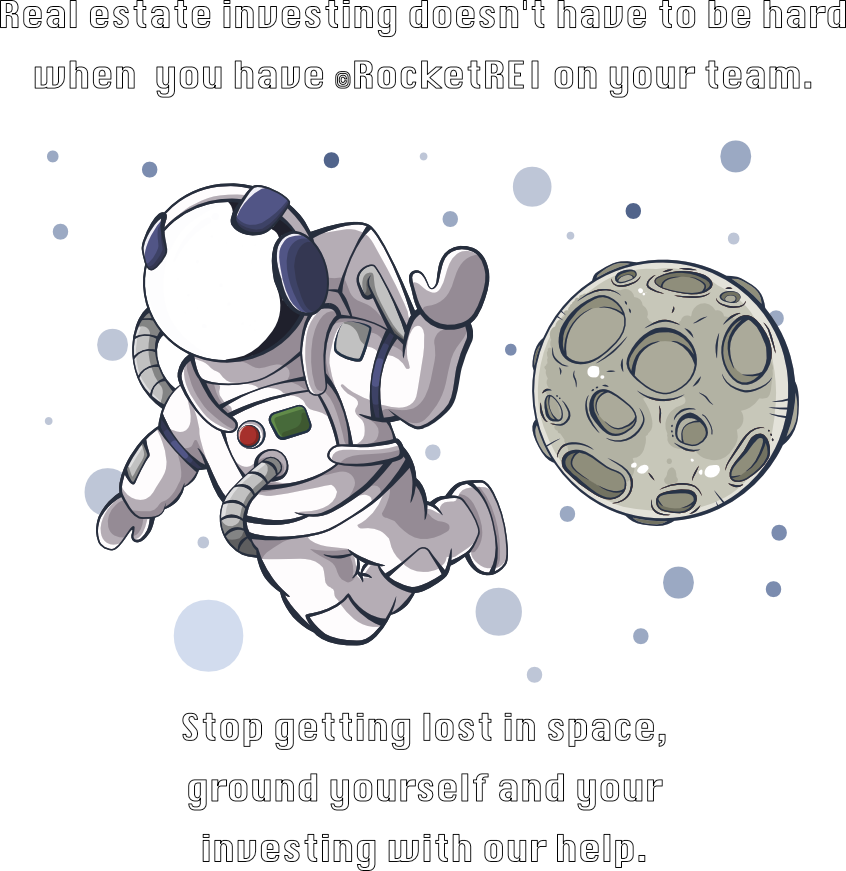 Real estate investing doesn't have to be hard
when you have @RocketREI on your team.
Stop getting lost in space,
ground yourself and your
investing with our help.